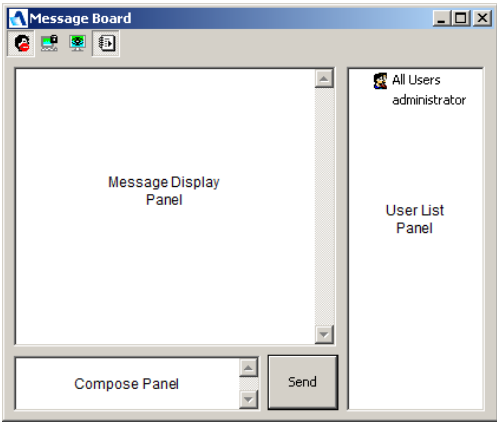 Message Board
All Users
administrator
Message Display
Panel
User List
Panel
Compose Panel
Send